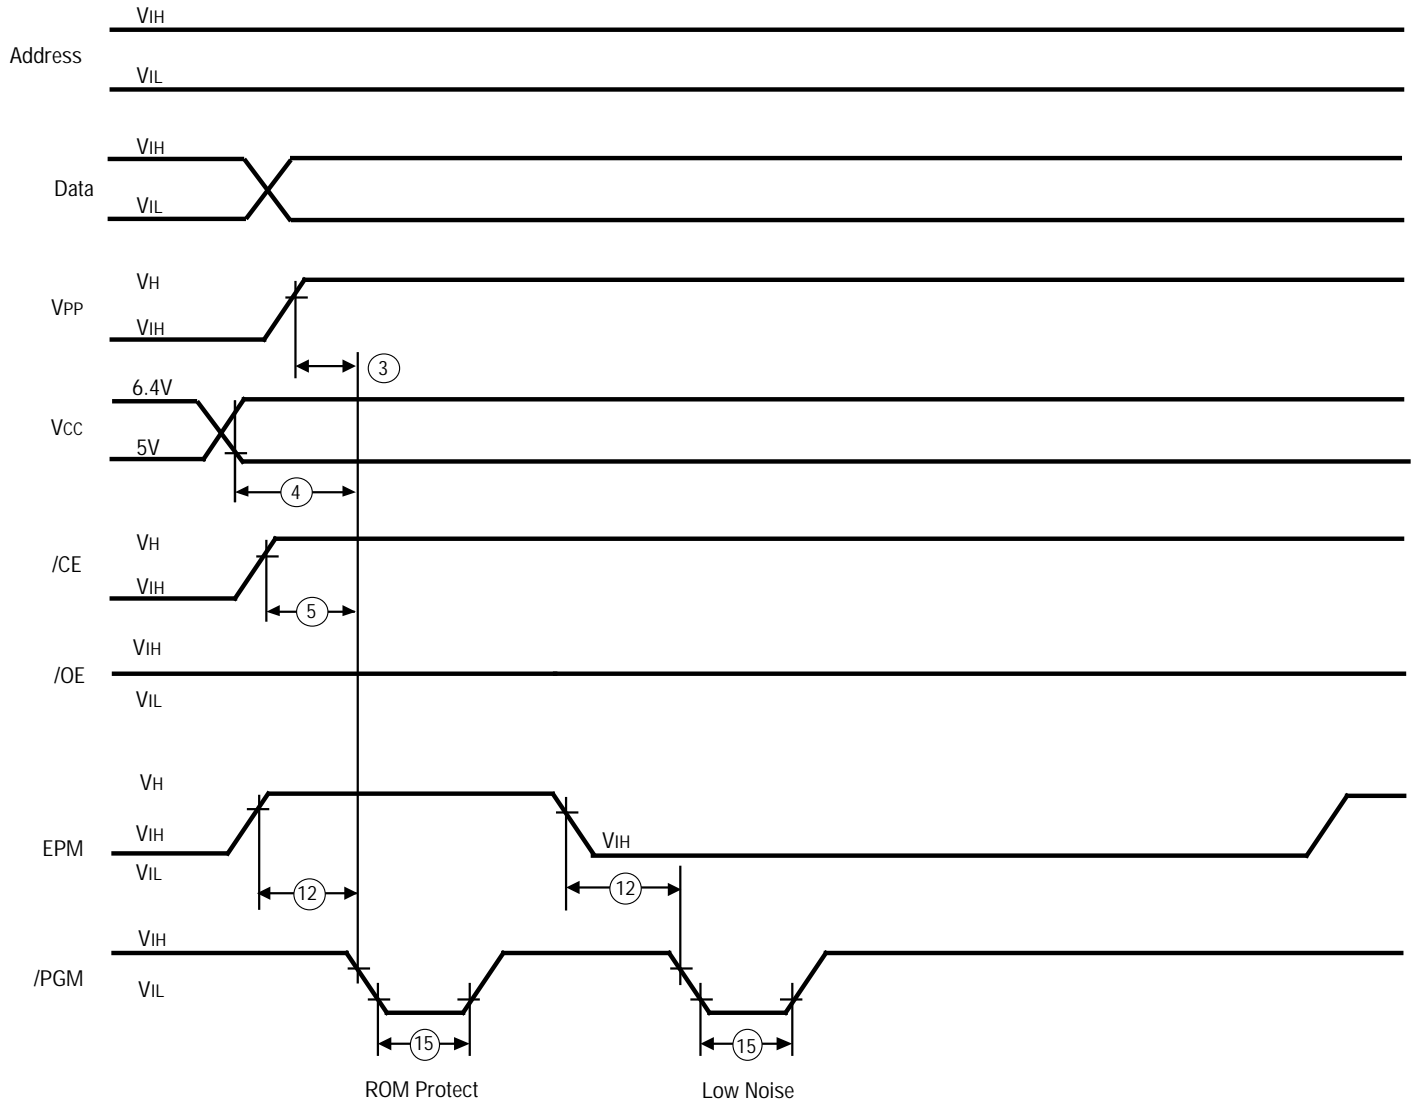 VIH
Address
VIL
VIH
Data
VIL
VH
VPP
VIH
3
6.4V
VCC
5V
4
VH
/CE
VIH
5
VIH
/OE
VIL
VH
VIH
VIH
EPM
VIL
12
12
VIH
/PGM
VIL
15
15
ROM Protect
Low Noise